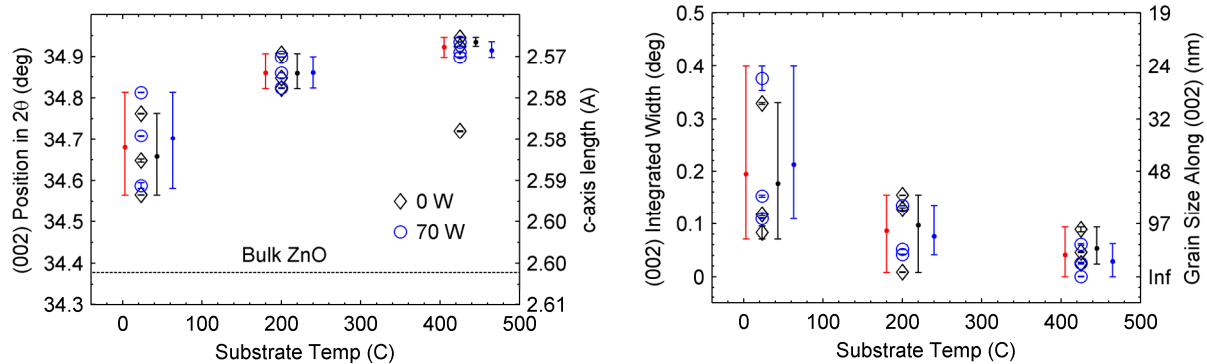 (002) Position in 2θ (deg)
34.9
34.8
34.7
34.6
34.5
34.4
34.3
0 100 200 300 400 500
Substrate Temp (C)
2.57
2.58
2.58
2.59
2.60
2.60
2.61
c-axis length (A)
0 W
70 W
Bulk ZnO
(002) Integrated Width (deg)
0.5
0.4
0.3
0.2
0.1
0
0 100 200 300 400 500
Substrate Temp (C)
19
24
32
48
97
Inf
Grain Size Along (002) (nm)